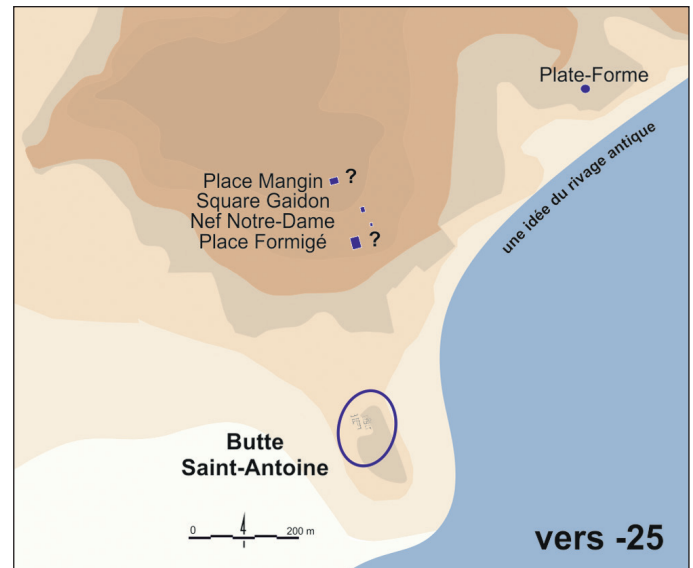 Plate-Forme
une idée du rivage antique
Place Mangin ?
Square Gaidon
Nef Notre-Dame
Place Formigé ?
Butte
Saint-Antoine
0 200 m
vers -25